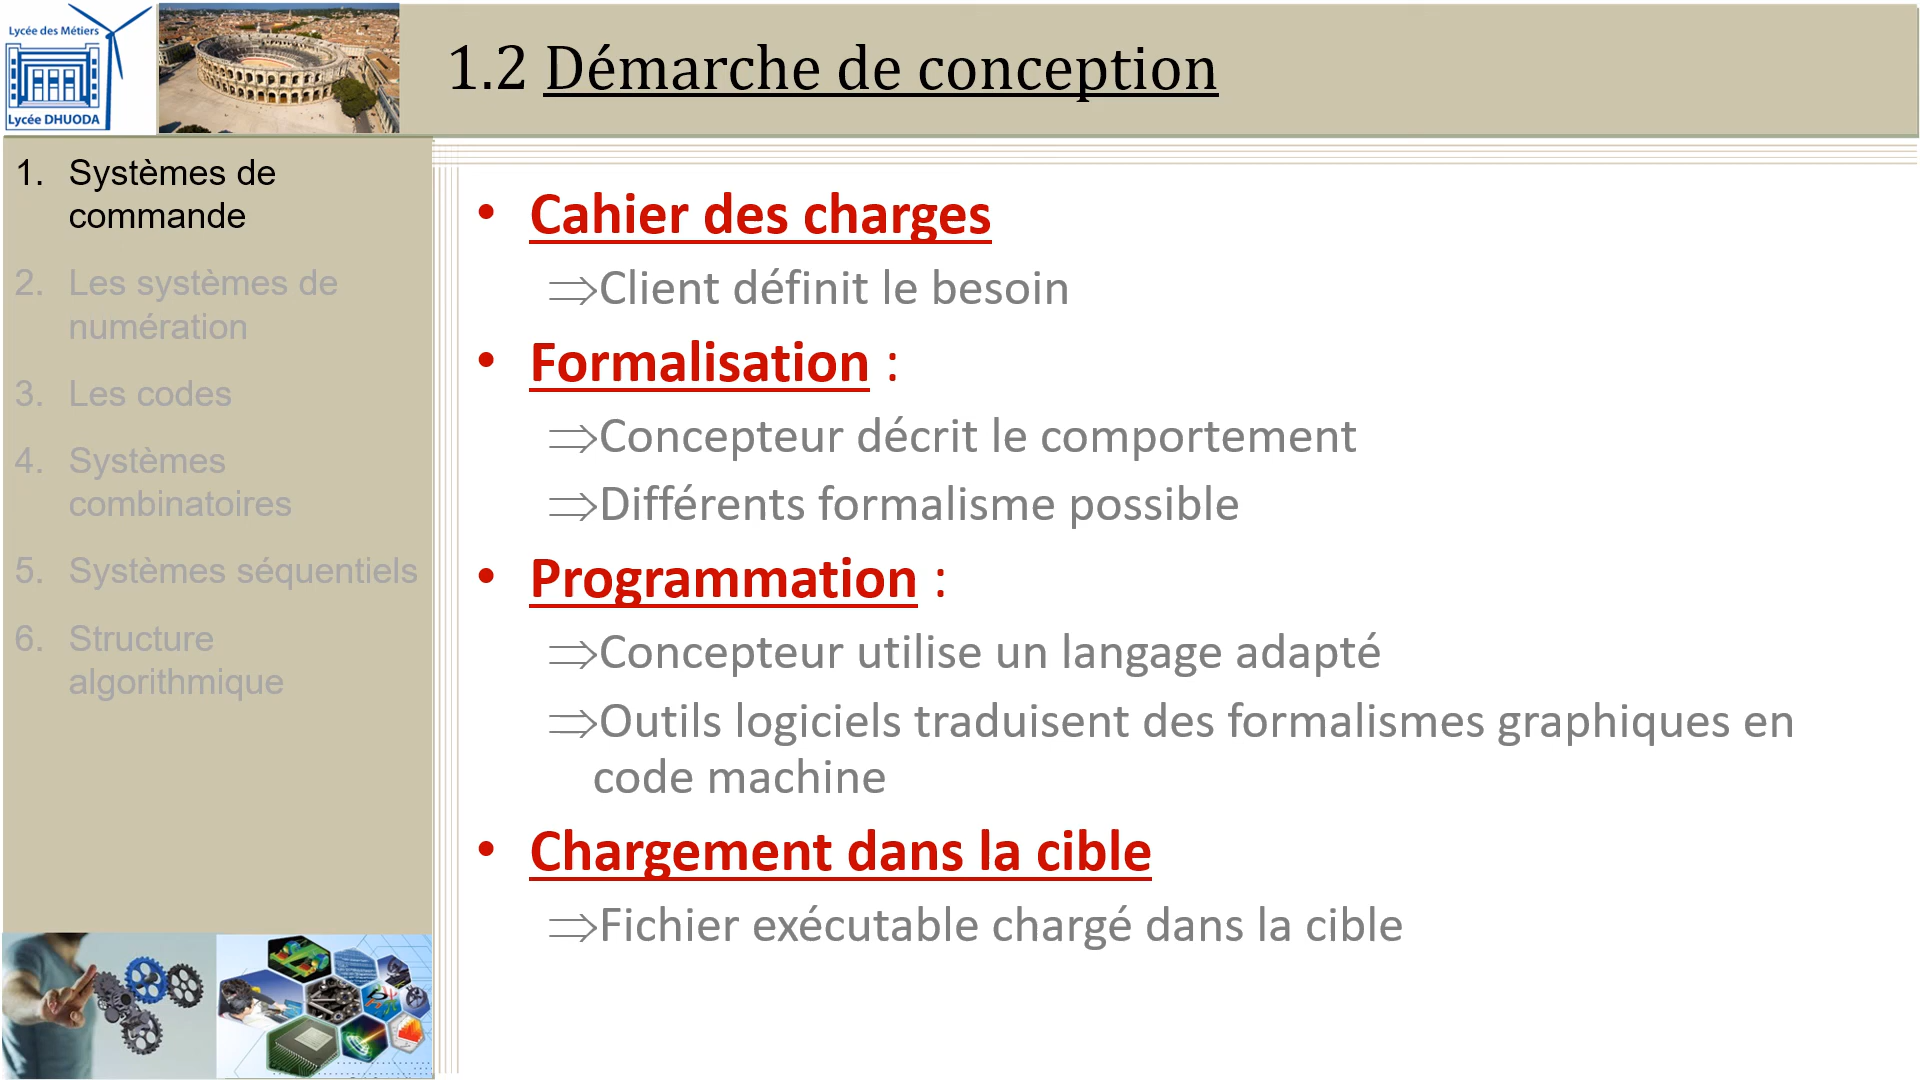 Lycée des Métiers
Lycée DHUODA
1.2 Démarche de conception
1. Systèmes de
commande
2. Les systèmes de
numération
3. Les codes
4. Systèmes
combinatoires
5. Systèmes séquentiels
6. Structure
algorithmique
• Cahier des charges
⇒Client définit le besoin
• Formalisation :
⇒Concepteur décrit le comportement
⇒Différents formalisme possible
• Programmation :
⇒Concepteur utilise un langage adapté
⇒Outils logiciels traduisent des formalismes graphiques en
code machine
• Chargement dans la cible
⇒Fichier exécutable chargé dans la cible